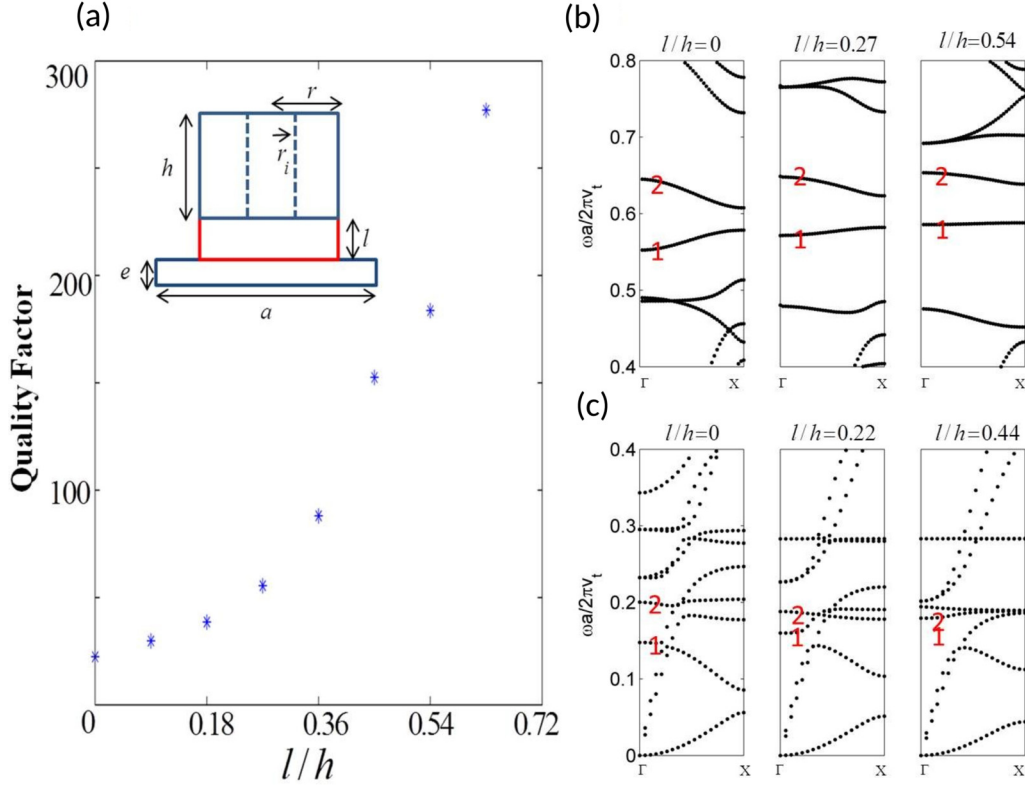 (a)
300
200
100
Quality Factor
0
0.18
0.36
0.54
0.72
l/h
r
h
r_i
l
e
a
(b)
l/h=0
l/h=0.27
l/h=0.54
0.8
0.7
0.6
0.5
0.4
ωa/2πv_t
2
1
2
1
2
1
Γ
X
Γ
X
Γ
X
(c)
l/h=0
l/h=0.22
l/h=0.44
0.4
0.3
0.2
0.1
0
ωa/2πv_t
2
1
2
1
2
1
Γ
X
Γ
X
Γ
X